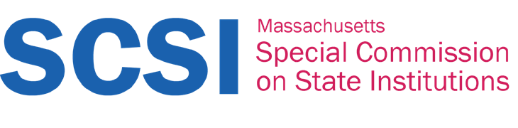 SCSI
Massachusetts
Special Commission
on State Institutions